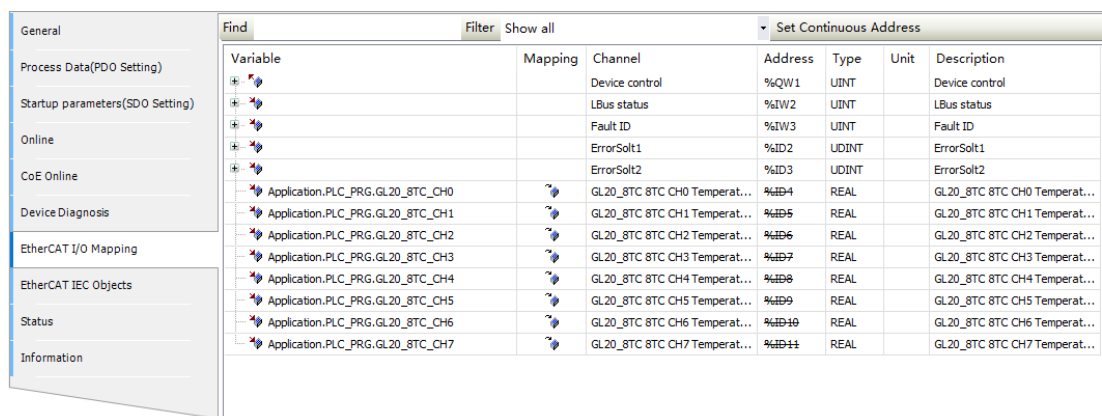 General
Process Data(PDO Setting)
Startup parameters(SDO Setting)
Online
CoE Online
Device Diagnosis
EtherCAT I/O Mapping
EtherCAT IEC Objects
Status
Information
Find Filter Show all Set Continuous Address
Variable Mapping Channel Address Type Unit Description
Device control %QW1 UINT Device control
LBus status %IW2 UINT LBus status
Fault ID %IW3 UINT Fault ID
ErrorSolt1 %ID2 UDINT ErrorSolt1
ErrorSolt2 %ID3 UDINT ErrorSolt2
Application.PLC_PRG.GL20_8TC_CH0 GL20_8TC 8TC CH0 Temperat... %ID4 REAL GL20_8TC 8TC CH0 Temperat...
Application.PLC_PRG.GL20_8TC_CH1 GL20_8TC 8TC CH1 Temperat... %ID5 REAL GL20_8TC 8TC CH1 Temperat...
Application.PLC_PRG.GL20_8TC_CH2 GL20_8TC 8TC CH2 Temperat... %ID6 REAL GL20_8TC 8TC CH2 Temperat...
Application.PLC_PRG.GL20_8TC_CH3 GL20_8TC 8TC CH3 Temperat... %ID7 REAL GL20_8TC 8TC CH3 Temperat...
Application.PLC_PRG.GL20_8TC_CH4 GL20_8TC 8TC CH4 Temperat... %ID8 REAL GL20_8TC 8TC CH4 Temperat...
Application.PLC_PRG.GL20_8TC_CH5 GL20_8TC 8TC CH5 Temperat... %ID9 REAL GL20_8TC 8TC CH5 Temperat...
Application.PLC_PRG.GL20_8TC_CH6 GL20_8TC 8TC CH6 Temperat... %ID10 REAL GL20_8TC 8TC CH6 Temperat...
Application.PLC_PRG.GL20_8TC_CH7 GL20_8TC 8TC CH7 Temperat... %ID11 REAL GL20_8TC 8TC CH7 Temperat...